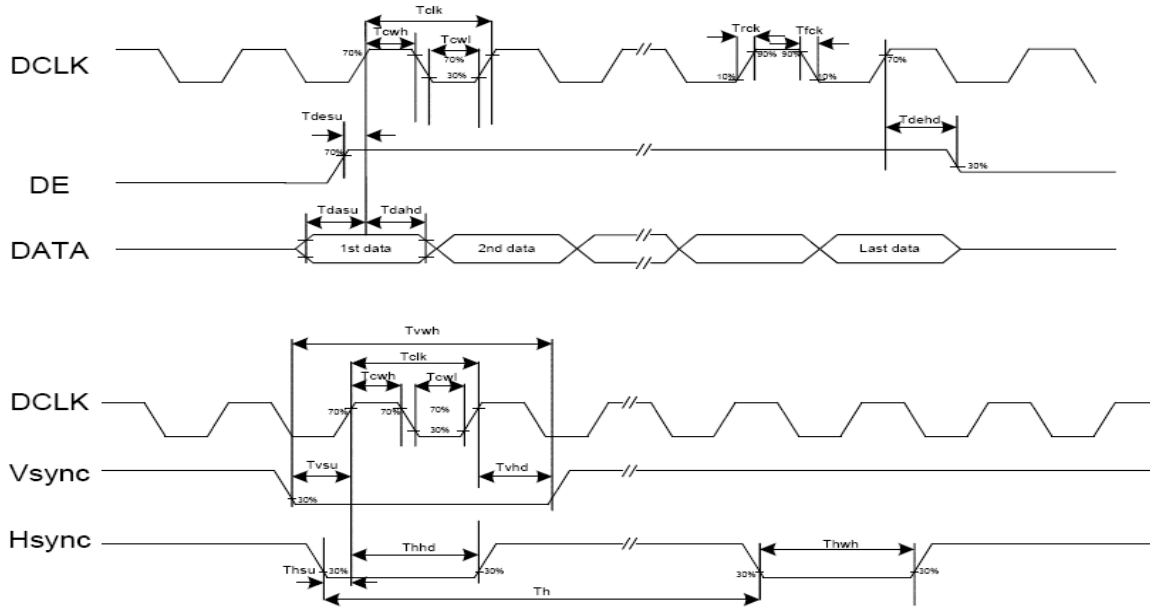 Tclk
Tcwh
Tcwl
Trck
Tfck
DCLK
70%
70%
30%
90%
90%
10%
10%
70%
Tdesu
Tdehd
70%
30%
DE
Tdasu
Tdahd
DATA
1st data
2nd data
Last data
Tvwh
Tclk
Tcwh
Tcwl
DCLK
70%
70%
70%
30%
Tvsu
Tvhd
Vsync
30%
Hsync
Thhd
Thwh
Thsu
30%
30%
30%
30%
Th